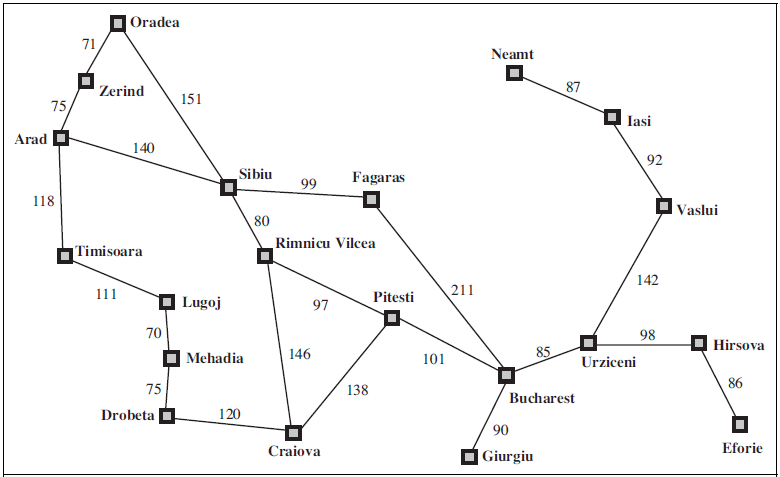 Oradea
71
Neamt
87
Zerind
151
75
Iasi
Arad
140
92
Sibiu
99
Fagaras
118
80
Vaslui
Timisoara
Rimnicu Vilcea
142
111
211
Lugoj
97
Pitesti
70
98
Hirsova
146
85
Mehadia
101
Urziceni
75
138
86
Bucharest
Drobeta
120
90
Craiova
Giurgiu
Eforie